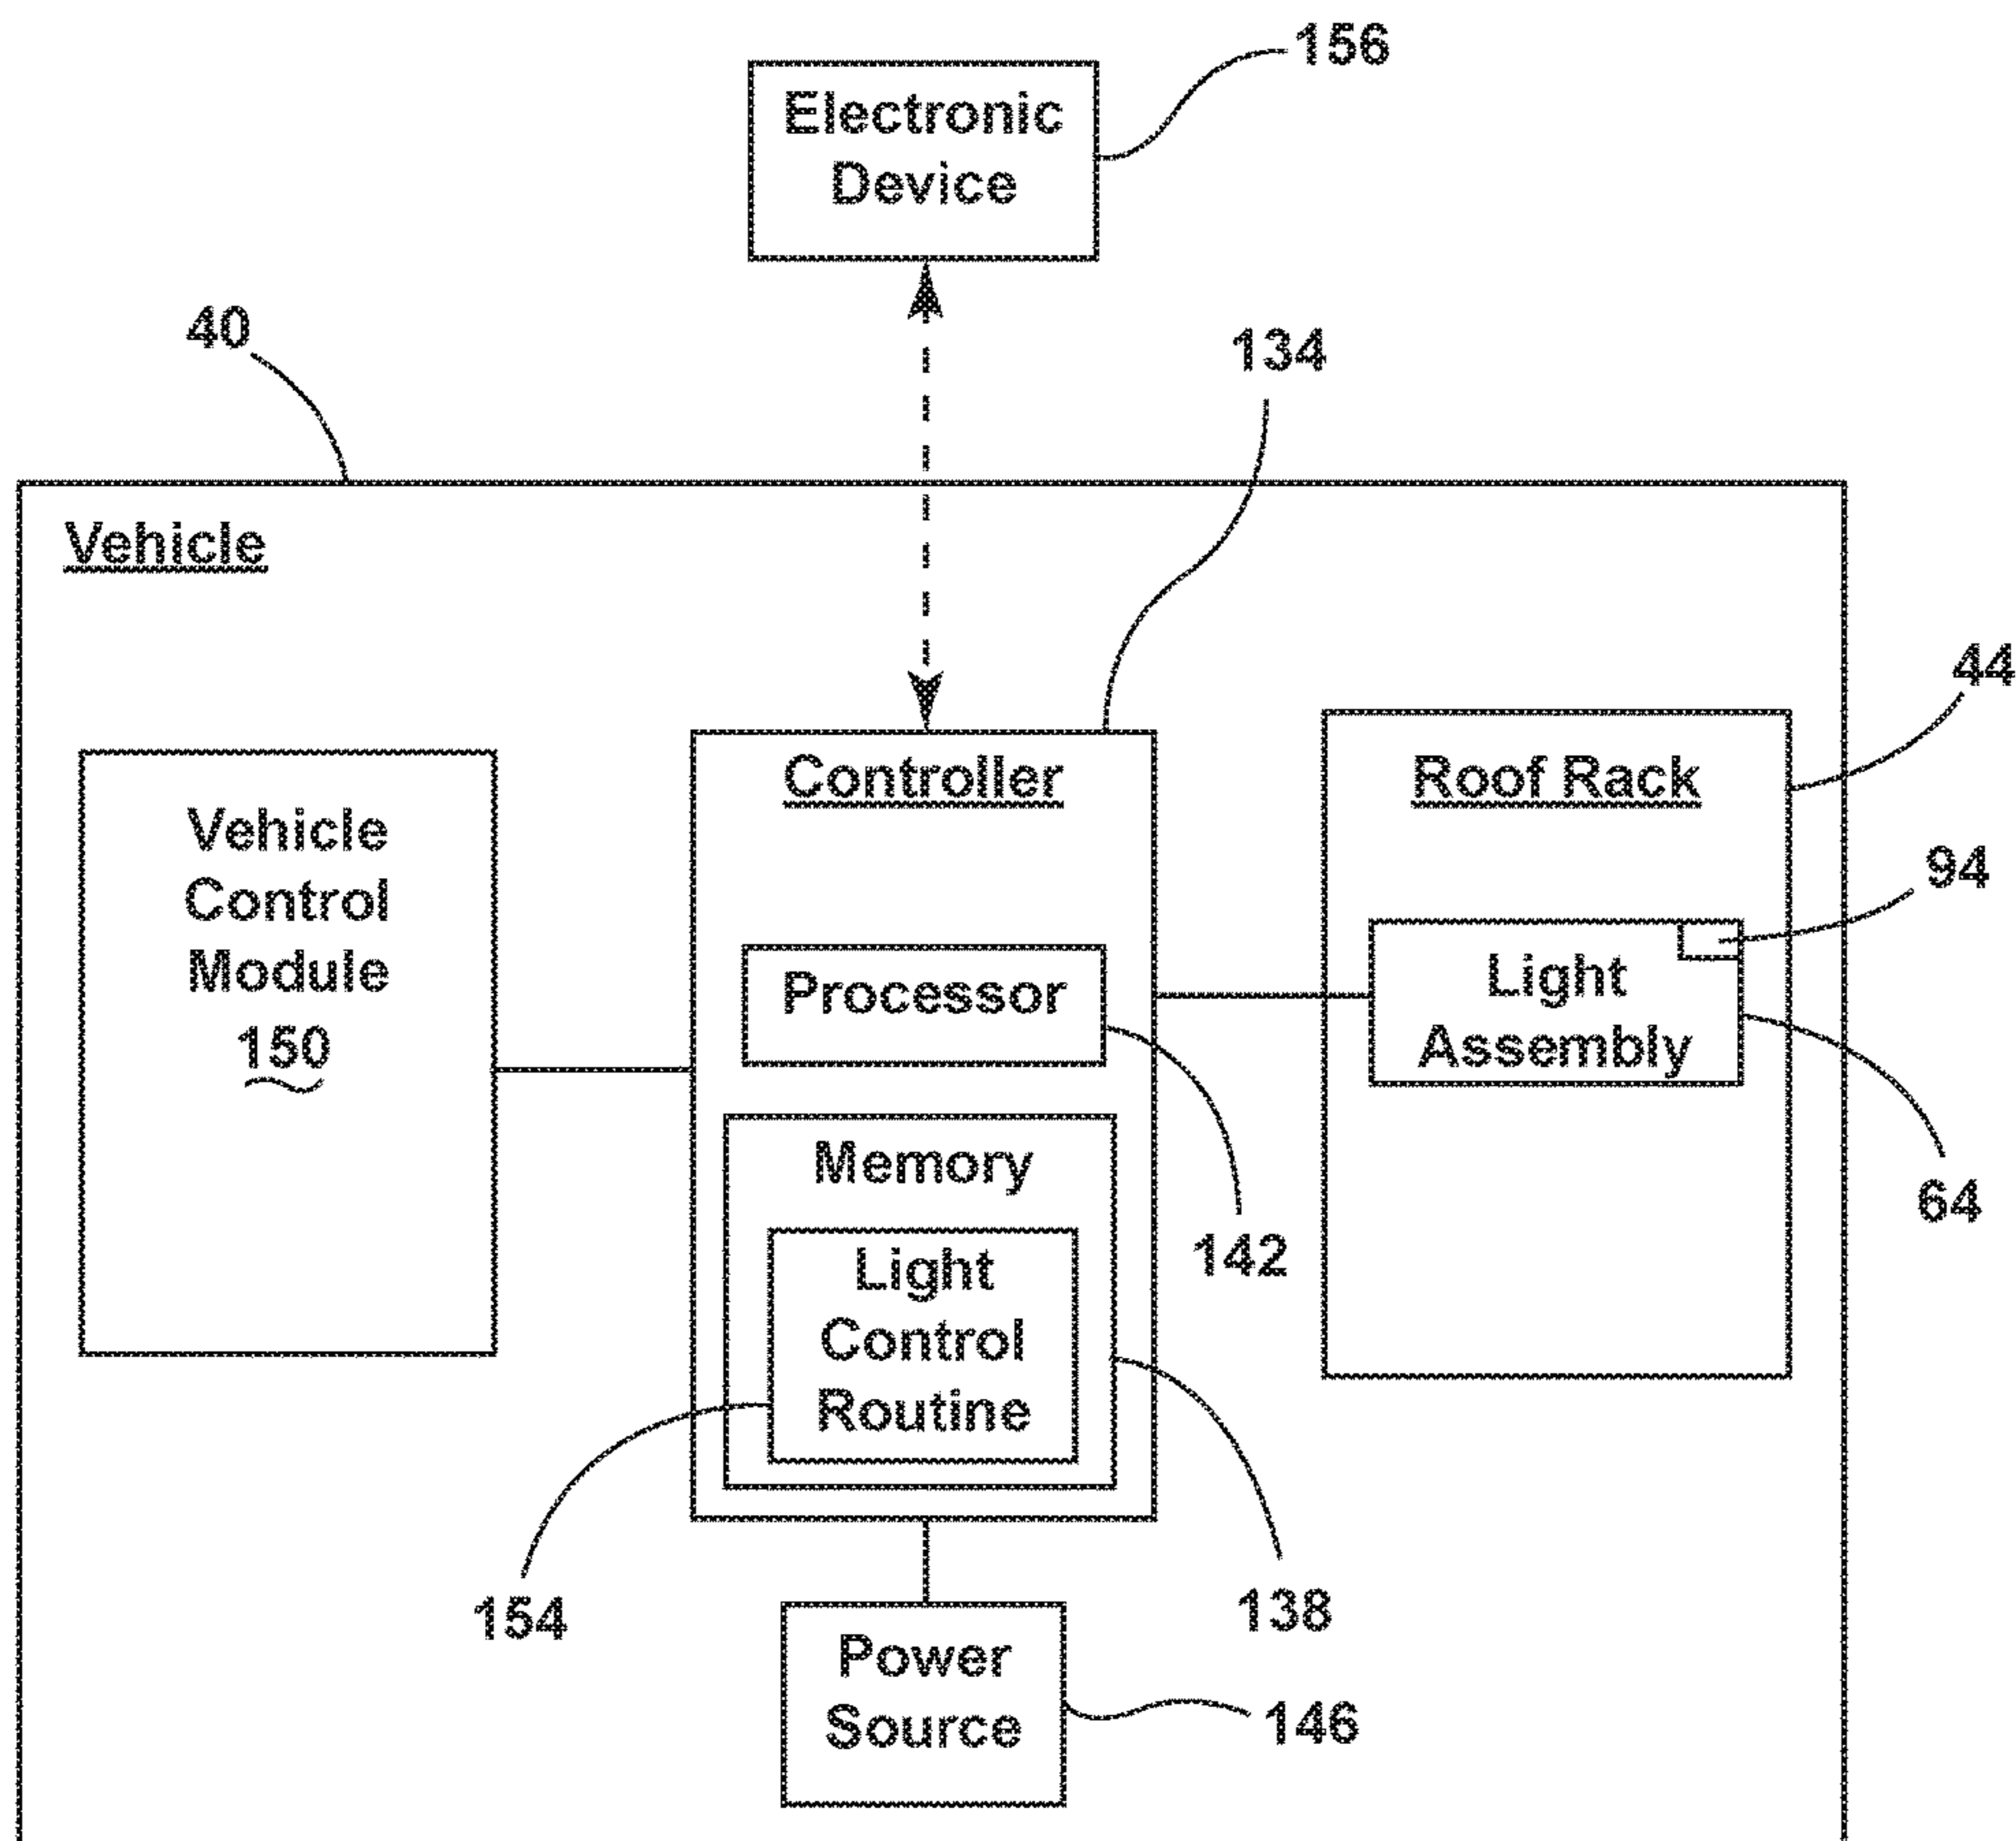 156
Electronic
Device
40
134
Vehicle
44
Vehicle
Control
Module
150
Controller
Roof Rack
94
Processor
Light
Assembly
64
142
Memory
Light
Control
Routine
154
138
Power
Source
146